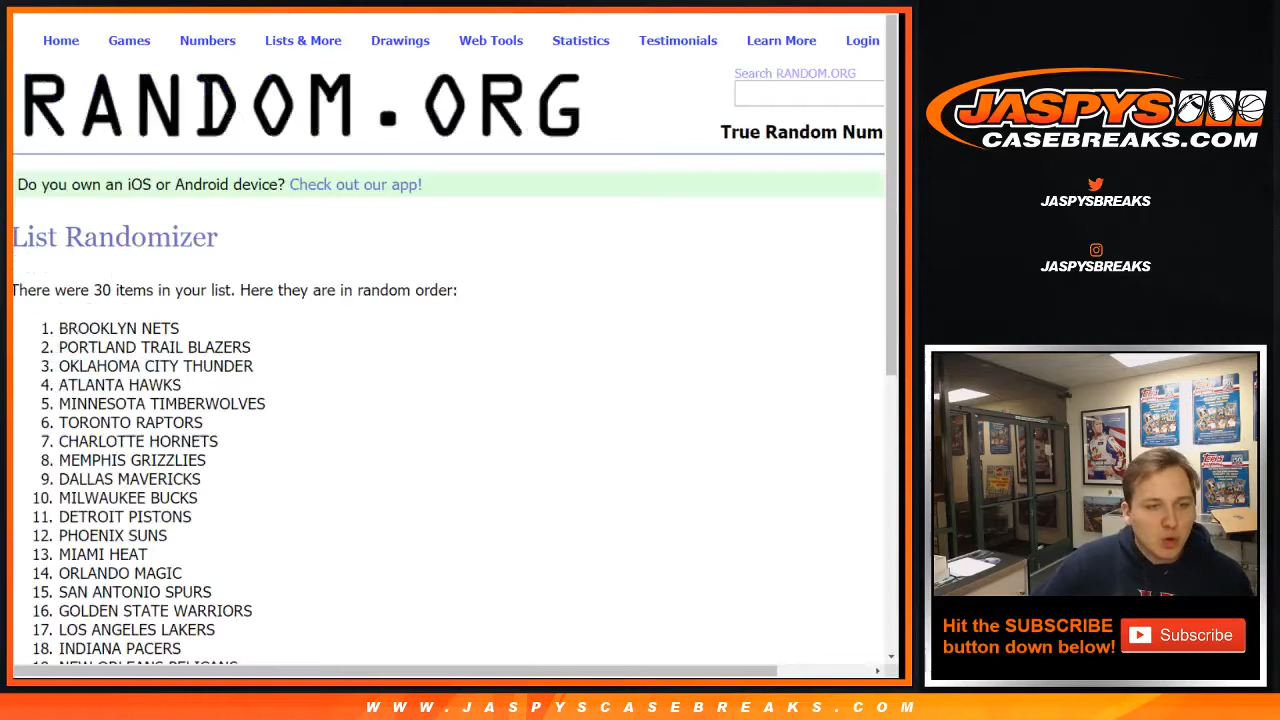 Home Games Numbers Lists & More Drawings Web Tools Statistics Testimonials Learn More Login
RANDOM.ORG
Search RANDOM.ORG
True Random Num
Do you own an iOS or Android device? Check out our app!
List Randomizer
There were 30 items in your list. Here they are in random order:
1. BROOKLYN NETS
2. PORTLAND TRAIL BLAZERS
3. OKLAHOMA CITY THUNDER
4. ATLANTA HAWKS
5. MINNESOTA TIMBERWOLVES
6. TORONTO RAPTORS
7. CHARLOTTE HORNETS
8. MEMPHIS GRIZZLIES
9. DALLAS MAVERICKS
10. MILWAUKEE BUCKS
11. DETROIT PISTONS
12. PHOENIX SUNS
13. MIAMI HEAT
14. ORLANDO MAGIC
15. SAN ANTONIO SPURS
16. GOLDEN STATE WARRIORS
17. LOS ANGELES LAKERS
18. INDIANA PACERS
19. NEW ORLEANS PELICANS
JASPYS
CASEBREAKS.COM
JASPYSBREAKS
JASPYSBREAKS
Hit the SUBSCRIBE
button down below!
Subscribe
WWW.JASPYSCASEBREAKS.COM